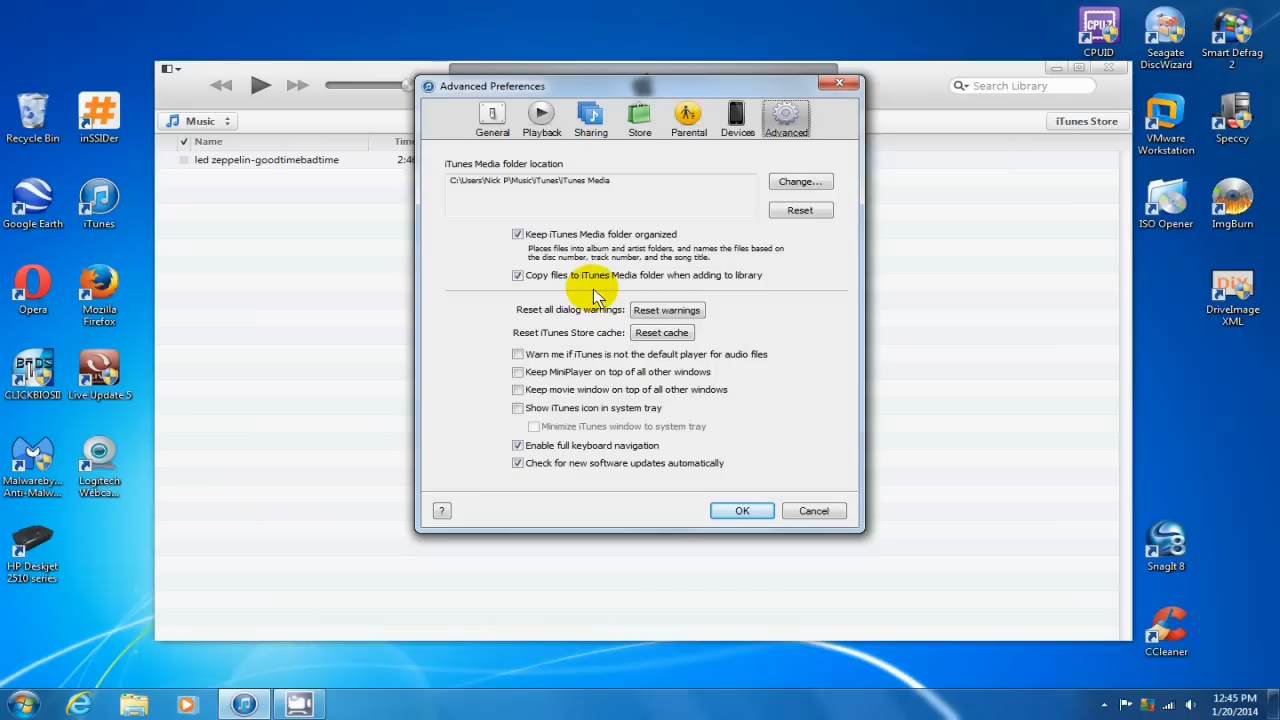 CPUID
Seagate
DiscWizard
Smart Defrag
2
Advanced Preferences
Search Library
Recycle Bin
inSSIDer
Music
iTunes Store
General
Playback
Sharing
Store
Parental
Devices
Advanced
VMware
Workstation
Speccy
Name
Time
led zeppelin-goodtimebadtime
2:46
iTunes Media folder location
C:\Users\Nick P\Music\iTunes\iTunes Media
Change...
Reset
Google Earth
iTunes
ISO Opener
ImgBurn
Keep iTunes Media folder organized
Places files into album and artist folders, and names the files based on
the disc number, track number, and the song title.
Copy files to iTunes Media folder when adding to library
Reset all dialog warnings:
Reset warnings
Reset iTunes Store cache:
Reset cache
Opera
Mozilla
Firefox
DriveImage
XML
Warn me if iTunes is not the default player for audio files
Keep MiniPlayer on top of all other windows
Keep movie window on top of all other windows
Show iTunes icon in system tray
Minimize iTunes window to system tray
Enable full keyboard navigation
Check for new software updates automatically
CLICKBIOSII
Live Update 5
Malwareby...
Anti-Malw...
Logitech
Webca...
?
OK
Cancel
HP Deskjet
2510 series
SnagIt 8
CCleaner
12:45 PM
1/20/2014